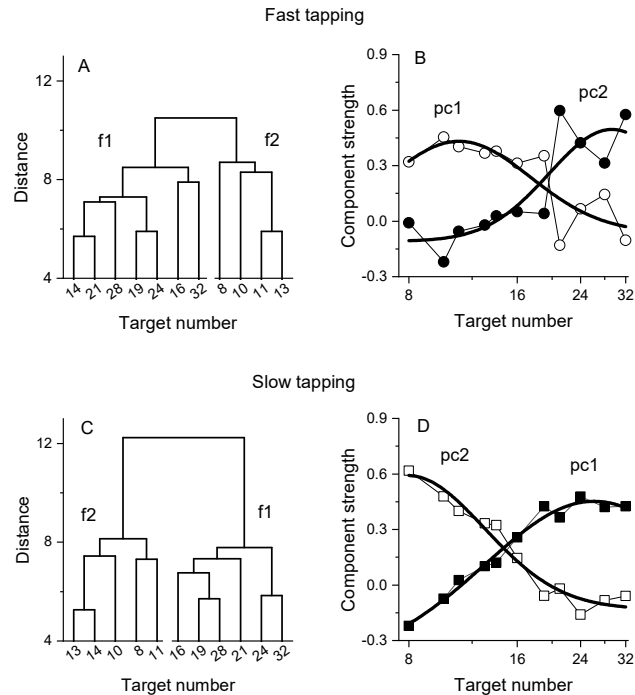 Fast tapping
A
f1
f2
12
8
4
Distance
14 21 28 19 24 16 32 8 10 11 13
Target number
B
pc1
pc2
0.9
0.6
0.3
0.0
-0.3
Component strength
8 16 24 32
Target number
Slow tapping
C
f2
f1
12
8
4
Distance
13 14 10 8 11 16 19 28 21 24 32
Target number
D
pc2
pc1
0.9
0.6
0.3
0.0
-0.3
Component strength
8 16 24 32
Target number